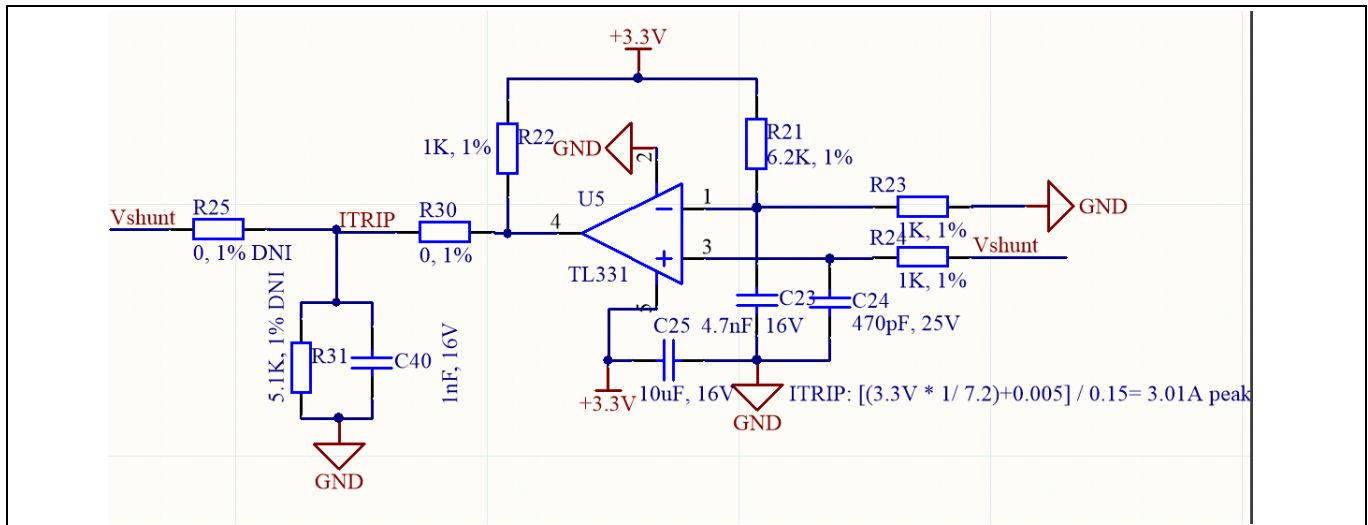 +3.3V
R22
1K, 1%
GND
2
R21
6.2K, 1%
U5
1
R23
GND
1K, 1%
Vshunt
R25
0, 1% DNI
ITRIP
R30
0, 1%
4
TL331
3
R24
Vshunt
1K, 1%
5
C23
4.7nF, 16V
C24
470pF, 25V
C25
10uF, 16V
+3.3V
GND
ITRIP: [(3.3V * 1/ 7.2)+0.005] / 0.15= 3.01A peak
5.1K, 1% DNI
R31
C40
1nF, 16V
GND